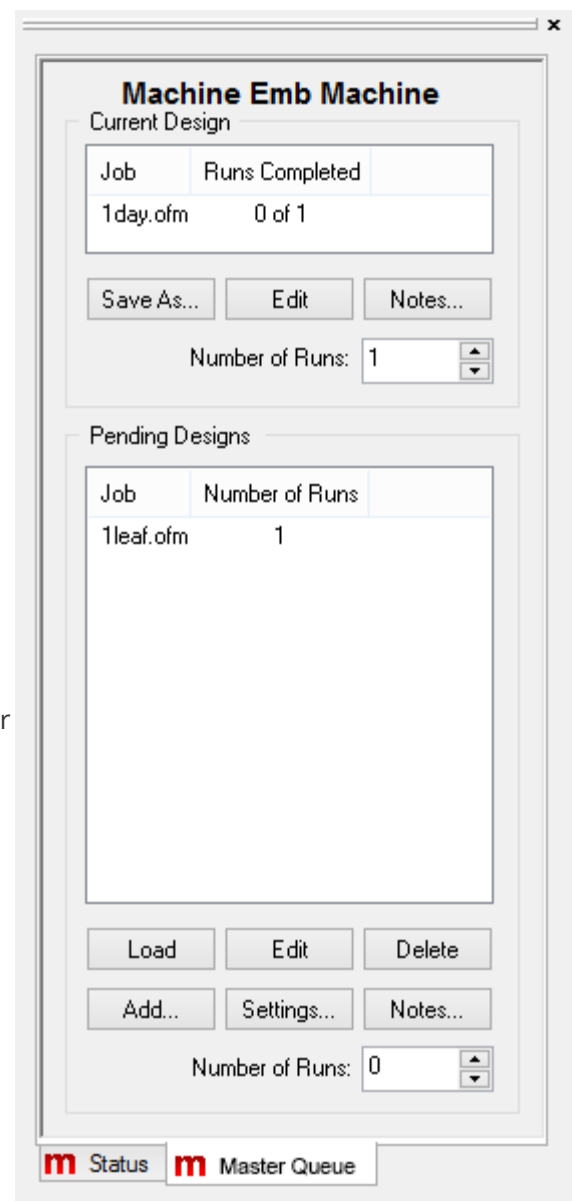 x
Machine Emb Machine
Current Design
Job Runs Completed
1day.ofm 0 of 1
Save As... Edit Notes...
Number of Runs: 1
Pending Designs
Job Number of Runs
1leaf.ofm 1
r
Load Edit Delete
Add... Settings... Notes...
Number of Runs: 0
m Status m Master Queue